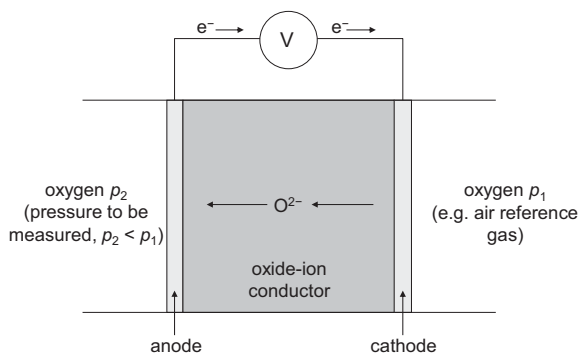 e⁻ V e⁻
oxygen p₂
(pressure to be
measured, p₂ < p₁)
O²⁻
oxygen p₁
(e.g. air reference
gas)
oxide-ion
conductor
anode
cathode